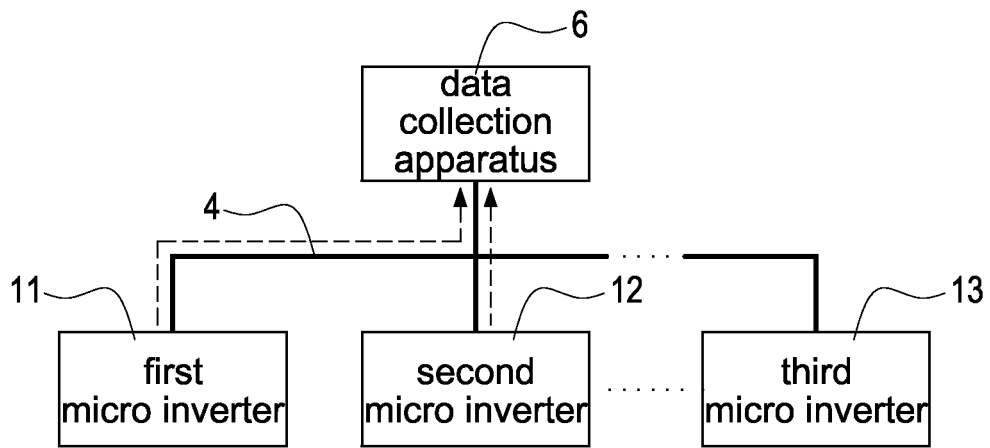 6
data
collection
apparatus
4
11
12
13
first
micro inverter
second
micro inverter
third
micro inverter